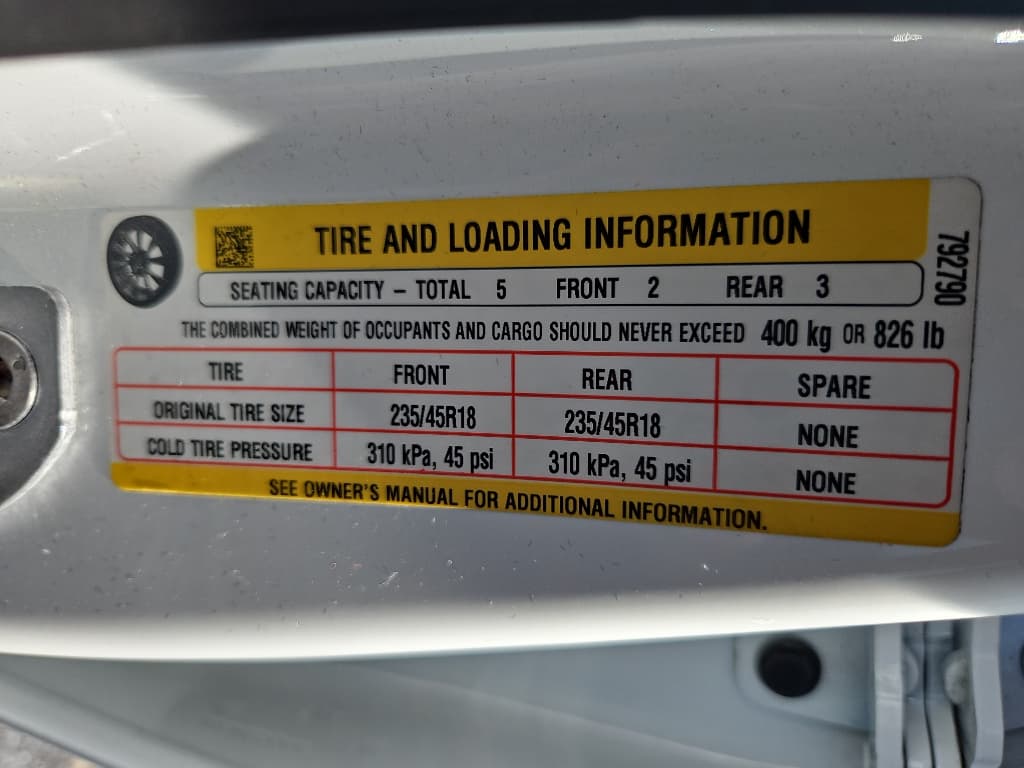 TIRE AND LOADING INFORMATION
7927790
SEATING CAPACITY – TOTAL 5 FRONT 2 REAR 3
THE COMBINED WEIGHT OF OCCUPANTS AND CARGO SHOULD NEVER EXCEED 400 kg OR 826 lb
TIRE FRONT REAR SPARE
ORIGINAL TIRE SIZE 235/45R18 235/45R18 NONE
COLD TIRE PRESSURE 310 kPa, 45 psi 310 kPa, 45 psi NONE
SEE OWNER'S MANUAL FOR ADDITIONAL INFORMATION.